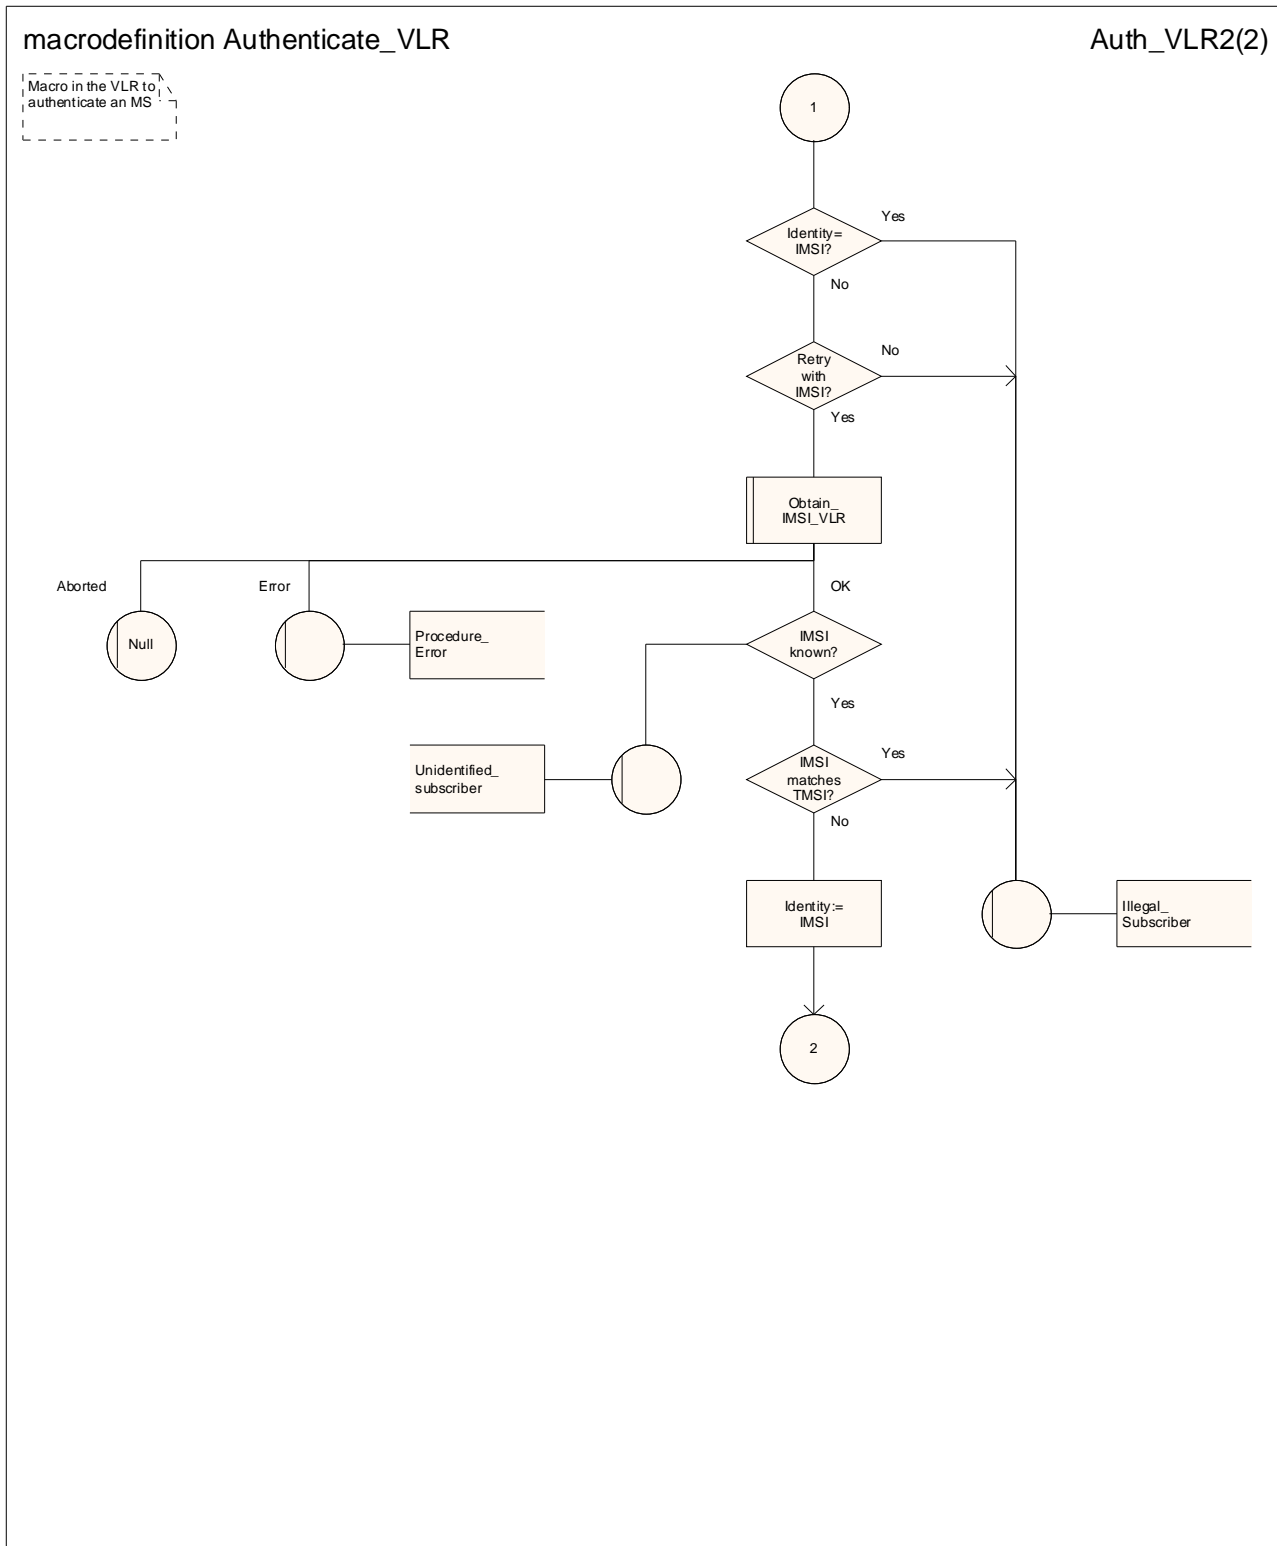 macrodefinition Authenticate_VLR
Auth_VLR2(2)
Macro in the VLR to
authenticate an MS
1
Yes
Identity=
IMSI?
No
No
Retry
with
IMSI?
Yes
Obtain_
IMSI_VLR
Aborted
Error
OK
Null
Procedure_
Error
IMSI
known?
Yes
Unidentified_
subscriber
IMSI
matches
TMSI?
Yes
No
Identity:=
IMSI
Illegal_
Subscriber
2